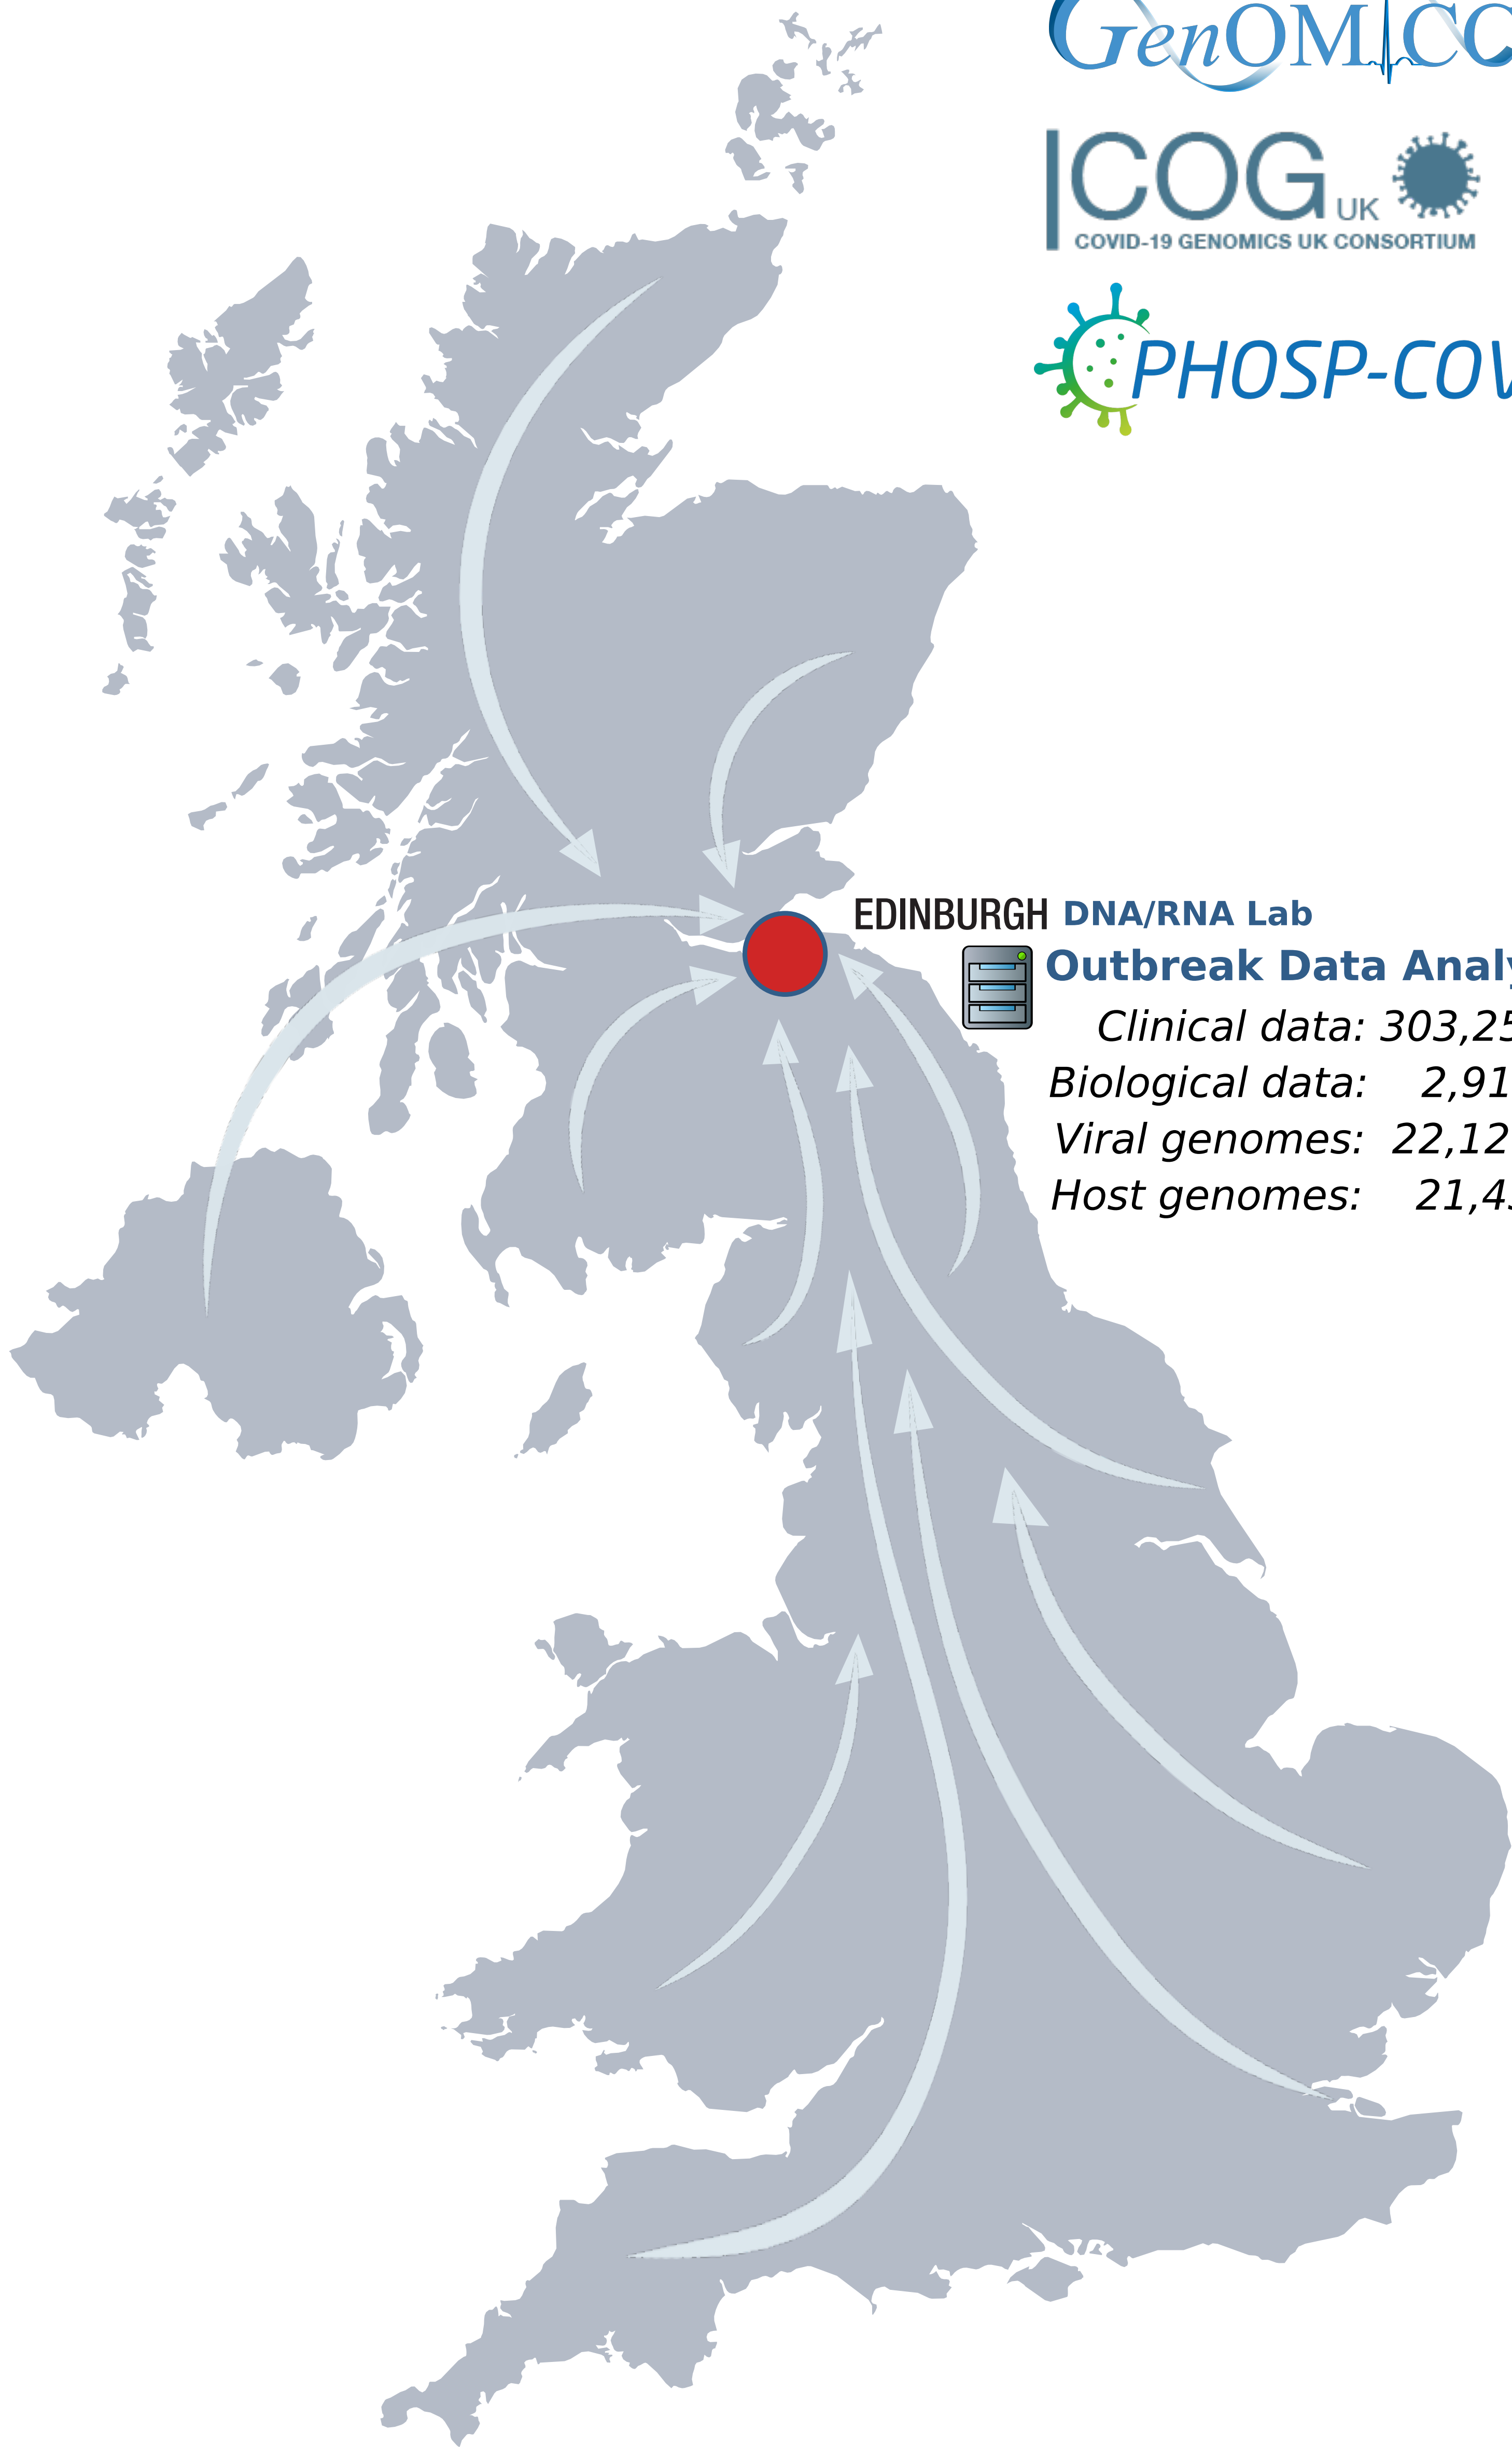 GenOMICC
COG UK
COVID-19 GENOMICS UK CONSORTIUM
PHOSP-COV
EDINBURGH DNA/RNA Lab
Outbreak Data Analy
Clinical data: 303,25
Biological data: 2,91
Viral genomes: 22,12
Host genomes: 21,4